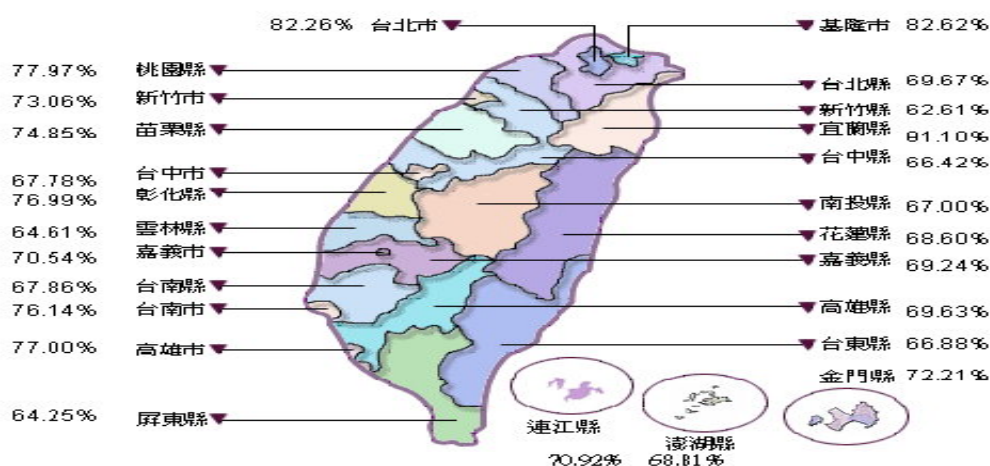 82.26% 台北市
基隆市 82.62%
77.97% 桃園縣
台北縣 69.67%
73.06% 新竹市
新竹縣 62.61%
74.85% 苗栗縣
宜蘭縣 81.10%
台中縣 66.42%
67.78% 台中市
76.99% 彰化縣
南投縣 67.00%
64.61% 雲林縣
花蓮縣 68.60%
70.54% 嘉義市
嘉義縣 69.24%
67.86% 台南縣
76.14% 台南市
高雄縣 69.63%
77.00% 高雄市
台東縣 66.88%
金門縣 72.21%
64.25% 屏東縣
連江縣
澎湖縣
70.92% 68.81%